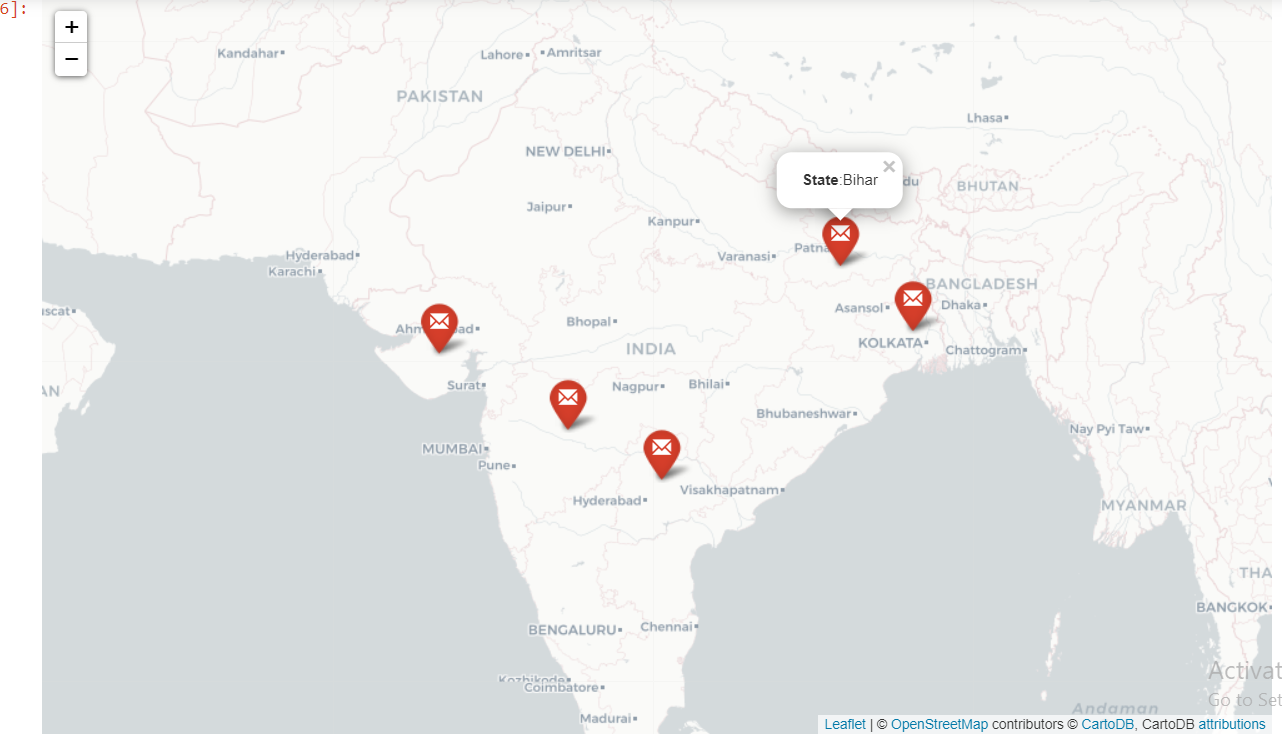 6]:
+
−
Kandahar
Lahore
Amritsar
PAKISTAN
Lhasa
NEW DELHI
State:Bihar
×
du
BHUTAN
Jaipur
Kanpur
Hyderabad
Karachi
Varanasi
Patna
BANGLADESH
Asansol
Dhaka
scat
Ahm
bad
Bhopal
KOLKATA
Chattogram
INDIA
Surat
Nagpur
Bhilai
AN
Bhubaneswar
Nay Pyi Taw
MUMBAI
Pune
Hyderabad
Visakhapatnam
MYANMAR
THA
BANGKOK
BENGALURU
Chennai
Kozhikode
Coimbatore
Madurai
Andaman
Activat
Go to Set
Leaflet | © OpenStreetMap contributors © CartoDB, CartoDB attributions